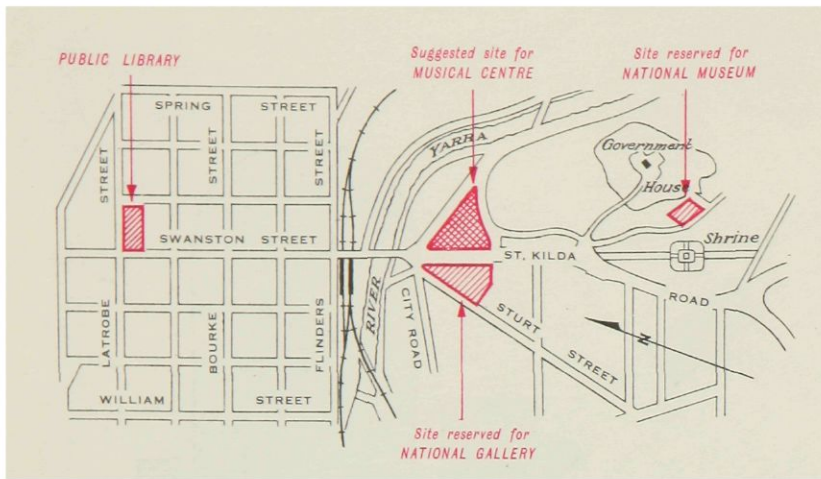 PUBLIC LIBRARY
Suggested site for
MUSICAL CENTRE
Site reserved for
NATIONAL MUSEUM
SPRING STREET
STREET
STREET
STREET
YARRA
Government
House
SWANSTON STREET
ST. KILDA
Shrine
ROAD
RIVER
CITY ROAD
STURT
STREET
N
LATROBE
BOURKE
FLINDERS
WILLIAM STREET
Site reserved for
NATIONAL GALLERY